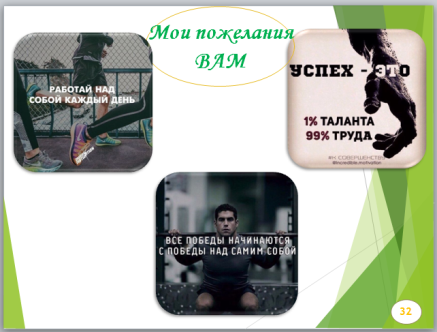 Мои пожелания
ВАМ
РАБОТАЙ НАД
СОБОЙ КАЖДЫЙ ДЕНЬ
УСПЕХ - ЭТО
1% ТАЛАНТА
99% ТРУДА
ВСЕ ПОБЕДЫ НАЧИНАЮТСЯ
С ПОБЕДЫ НАД САМИМ СОБОЙ
32